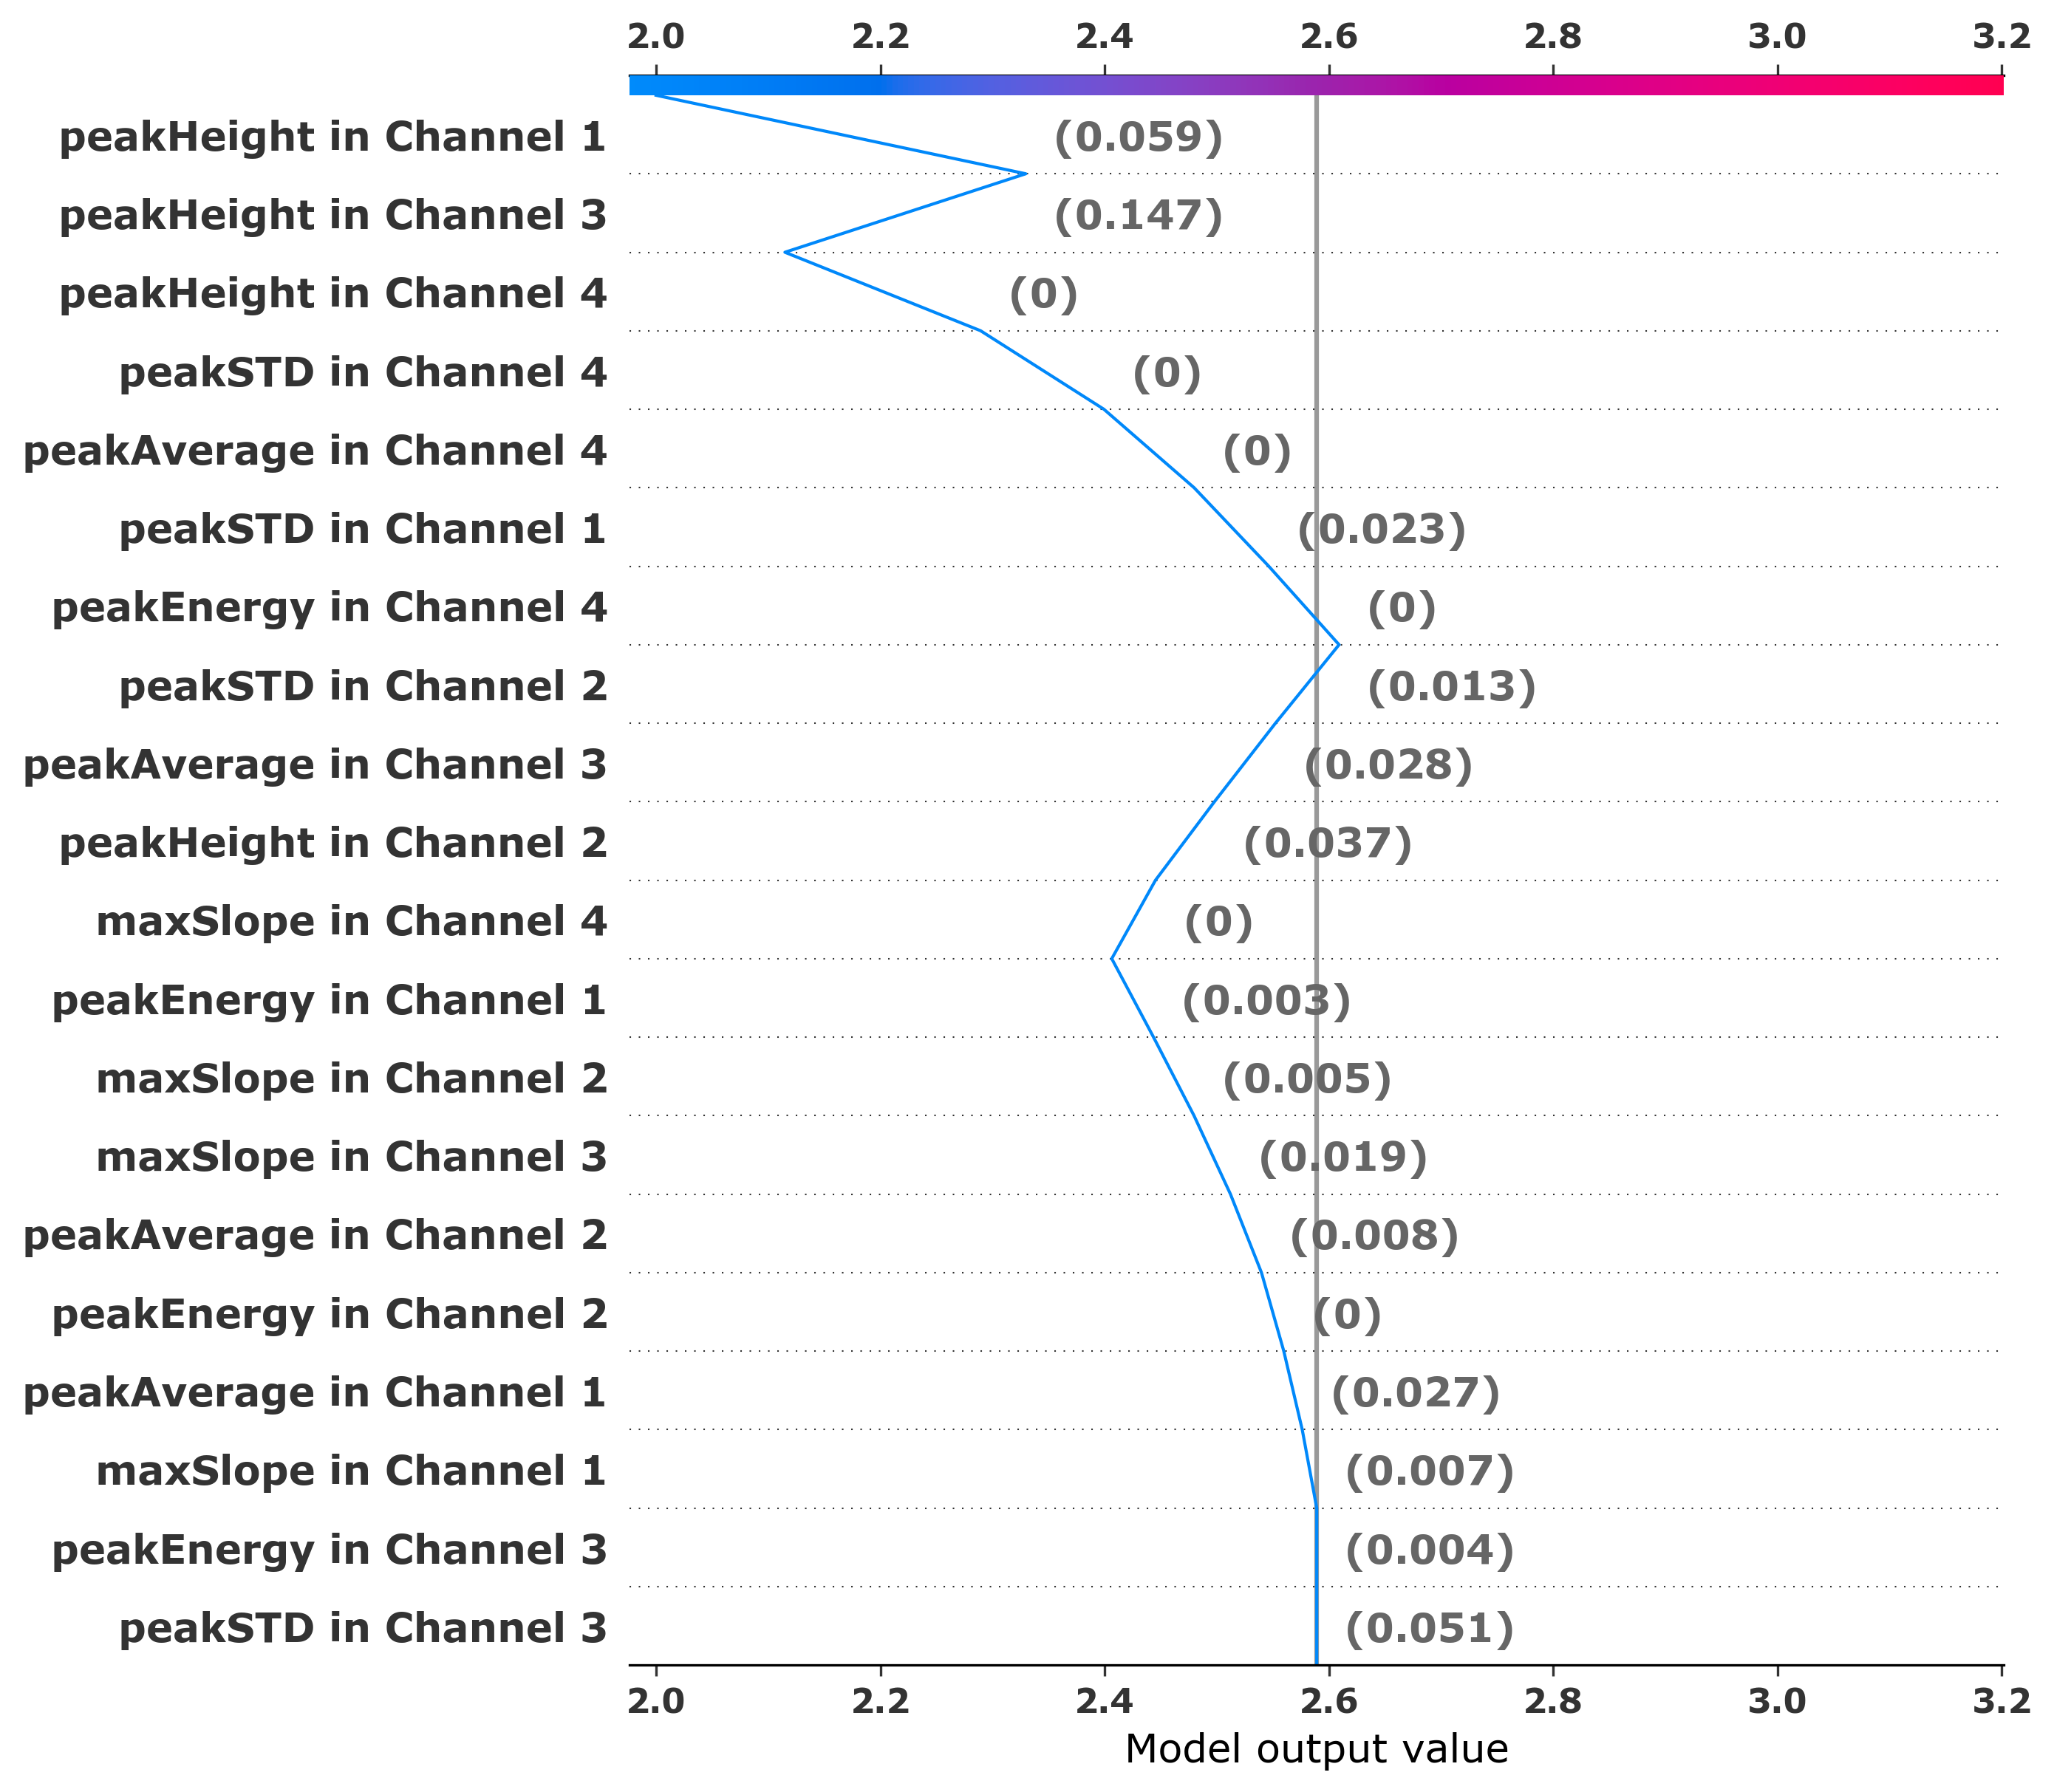 2.0 2.2 2.4 2.6 2.8 3.0 3.2
peakHeight in Channel 1 (0.059)
peakHeight in Channel 3 (0.147)
peakHeight in Channel 4 (0)
peakSTD in Channel 4 (0)
peakAverage in Channel 4 (0)
peakSTD in Channel 1 (0.023)
peakEnergy in Channel 4 (0)
peakSTD in Channel 2 (0.013)
peakAverage in Channel 3 (0.028)
peakHeight in Channel 2 (0.037)
maxSlope in Channel 4 (0)
peakEnergy in Channel 1 (0.003)
maxSlope in Channel 2 (0.005)
maxSlope in Channel 3 (0.019)
peakAverage in Channel 2 (0.008)
peakEnergy in Channel 2 (0)
peakAverage in Channel 1 (0.027)
maxSlope in Channel 1 (0.007)
peakEnergy in Channel 3 (0.004)
peakSTD in Channel 3 (0.051)
2.0 2.2 2.4 2.6 2.8 3.0 3.2
Model output value